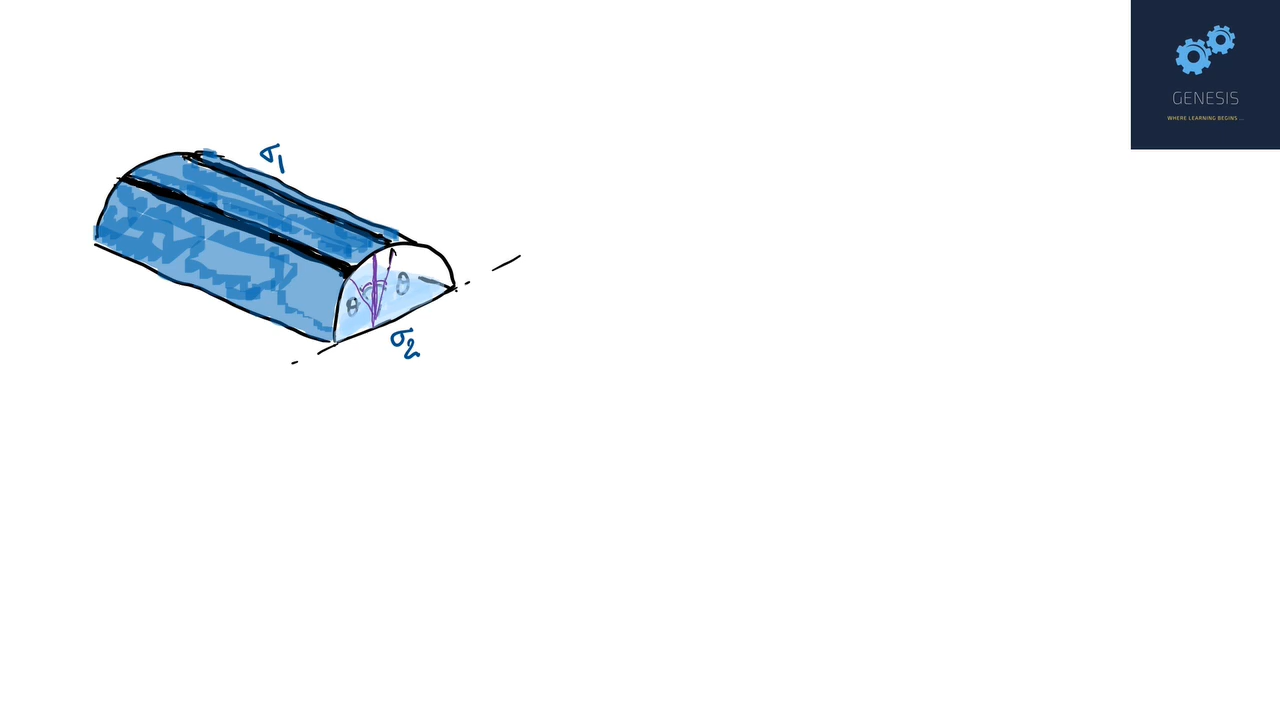 GENESIS
WHERE LEARNING BEGINS ...
σ1
θ
θ
σ2